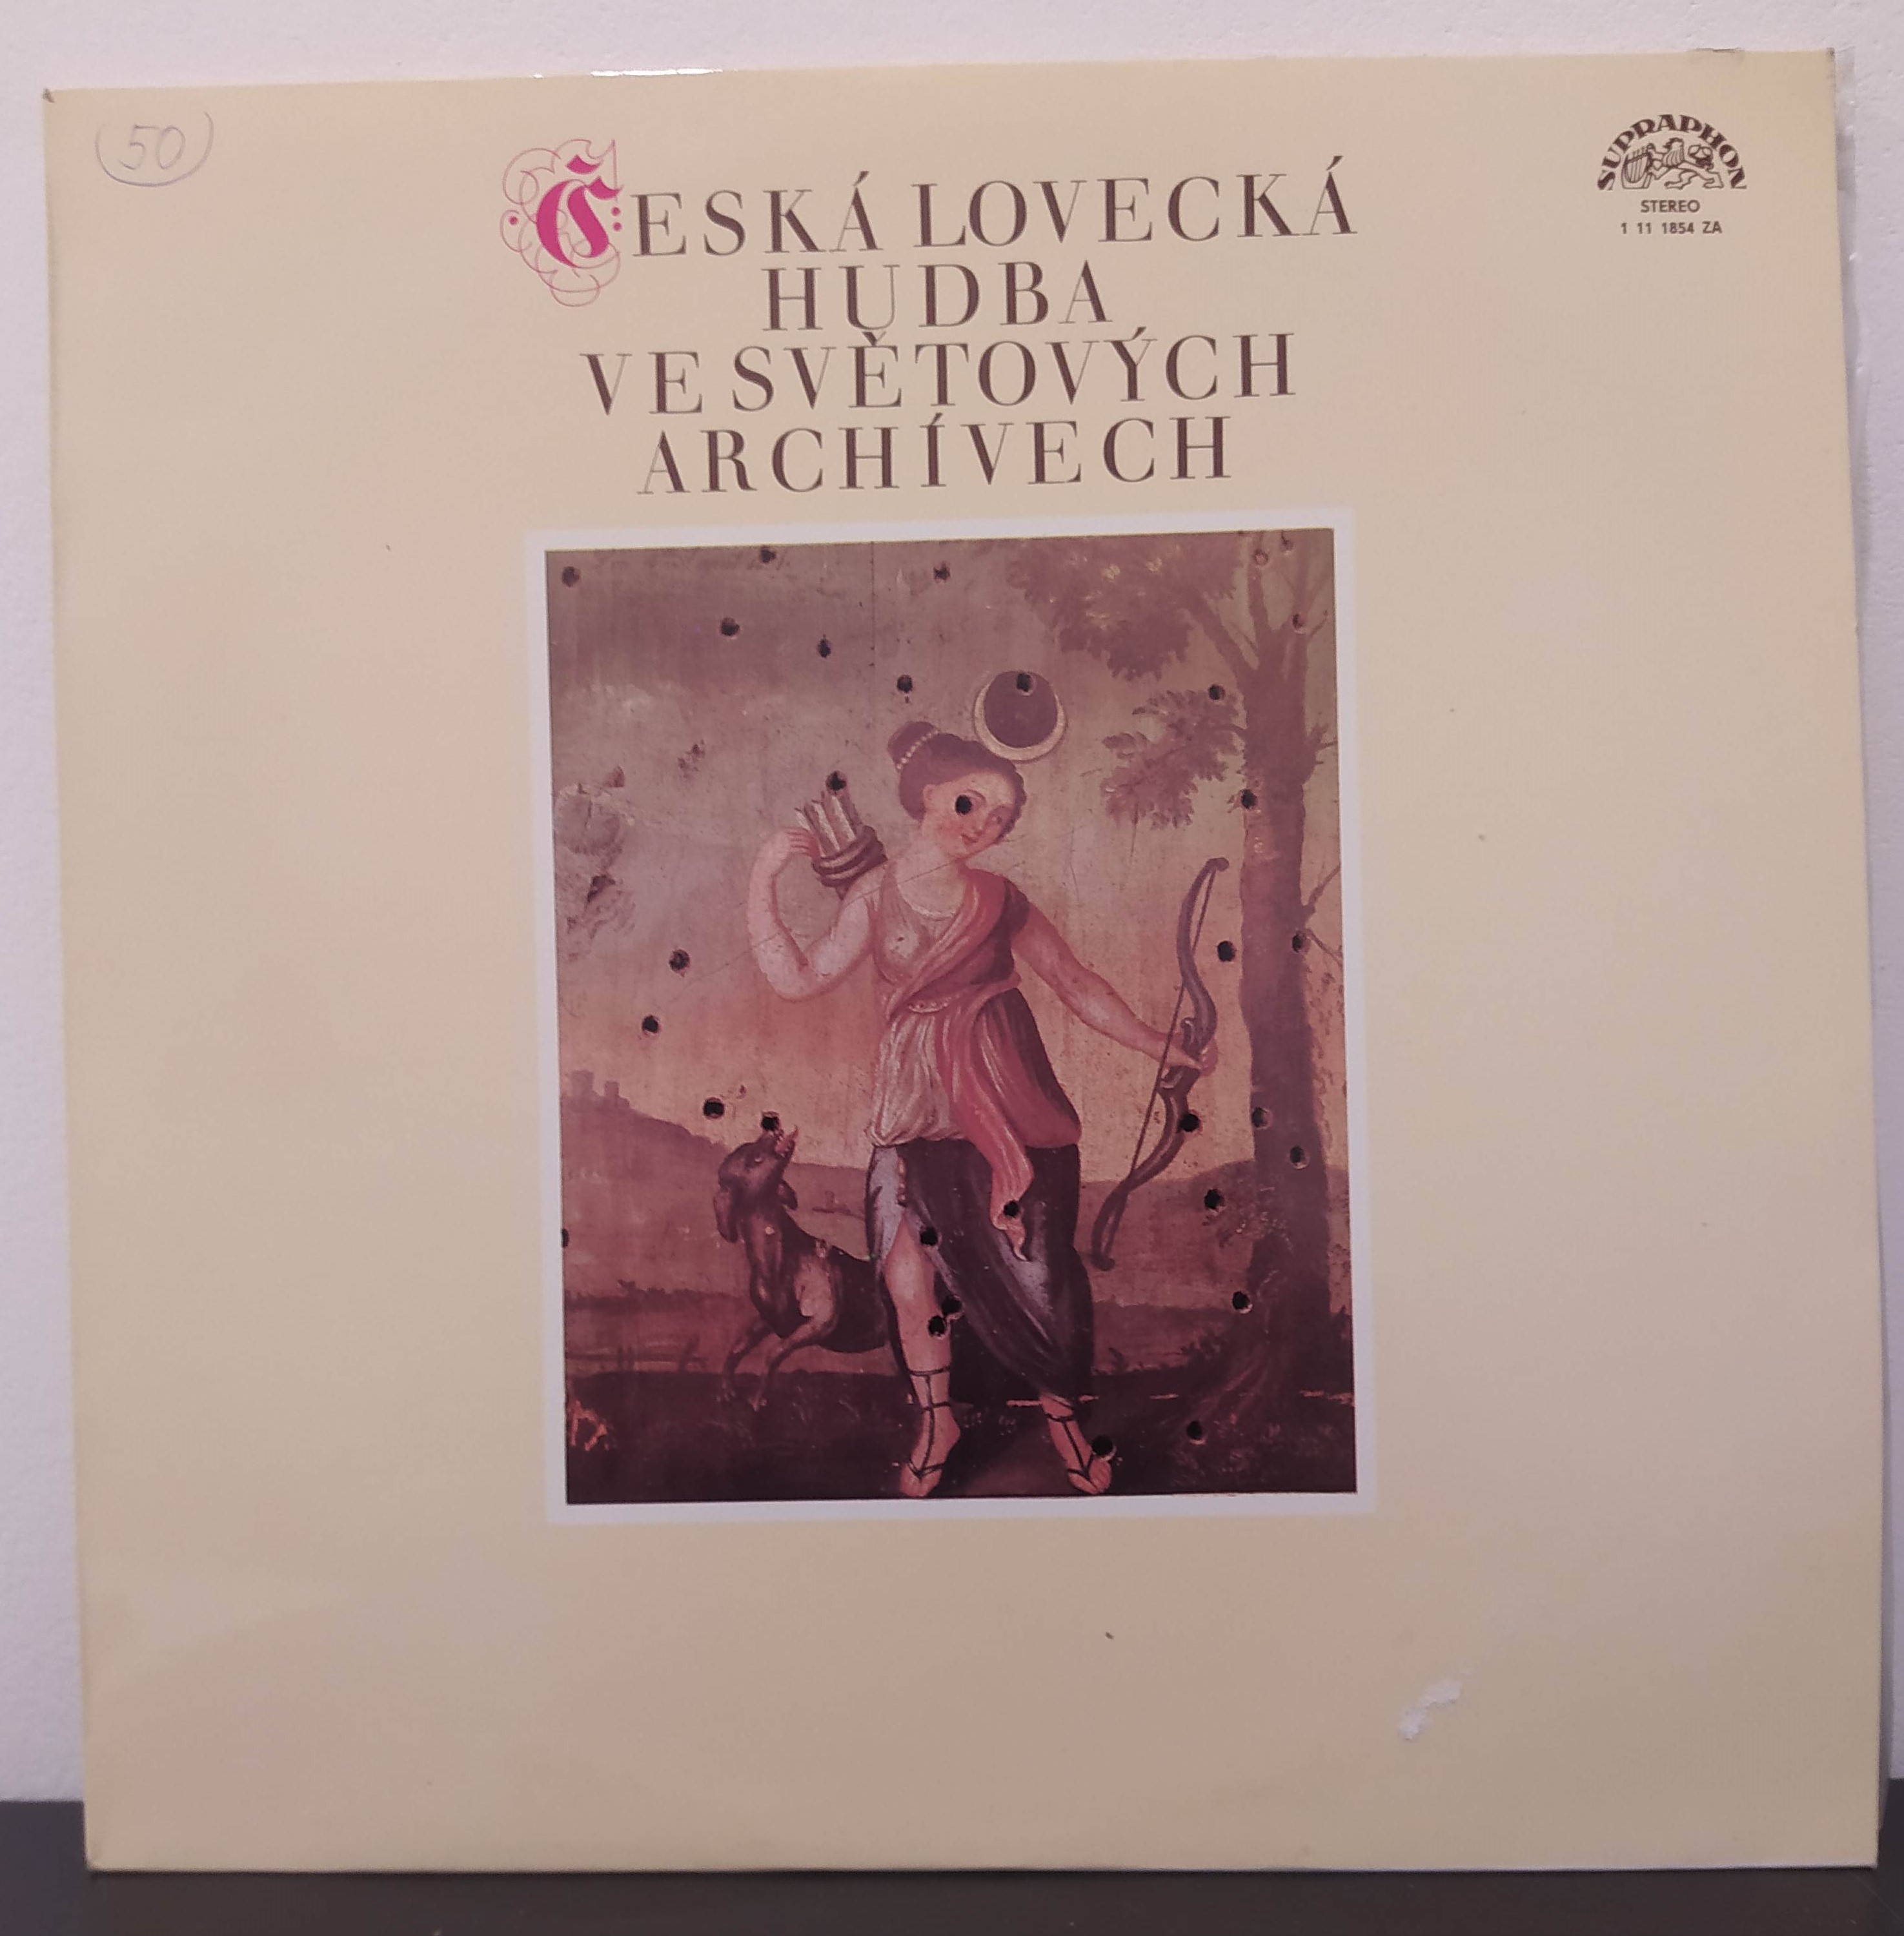 50
ČESKÁ LOVECKÁ
HUDBA
VE SVĚTOVÝCH
ARCHÍVECH
SUPRAPHON
STEREO
1 11 1854 ZA